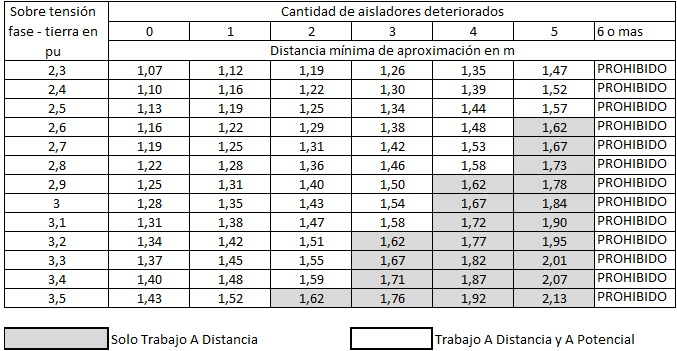 Sobre tensión fase - tierra en pu Cantidad de aisladores deteriorados
0 1 2 3 4 5 6 o mas
Distancia mínima de aproximación en m
2,3 1,07 1,12 1,19 1,26 1,35 1,47 PROHIBIDO
2,4 1,10 1,16 1,22 1,30 1,39 1,52 PROHIBIDO
2,5 1,13 1,19 1,25 1,34 1,44 1,57 PROHIBIDO
2,6 1,16 1,22 1,29 1,38 1,48 1,62 PROHIBIDO
2,7 1,19 1,25 1,31 1,42 1,53 1,67 PROHIBIDO
2,8 1,22 1,28 1,36 1,46 1,58 1,73 PROHIBIDO
2,9 1,25 1,31 1,40 1,50 1,62 1,78 PROHIBIDO
3 1,28 1,35 1,43 1,54 1,67 1,84 PROHIBIDO
3,1 1,31 1,38 1,47 1,58 1,72 1,90 PROHIBIDO
3,2 1,34 1,42 1,51 1,62 1,77 1,95 PROHIBIDO
3,3 1,37 1,45 1,55 1,67 1,82 2,01 PROHIBIDO
3,4 1,40 1,48 1,59 1,71 1,87 2,07 PROHIBIDO
3,5 1,43 1,52 1,62 1,76 1,92 2,13 PROHIBIDO
Solo Trabajo A Distancia Trabajo A Distancia y A Potencial